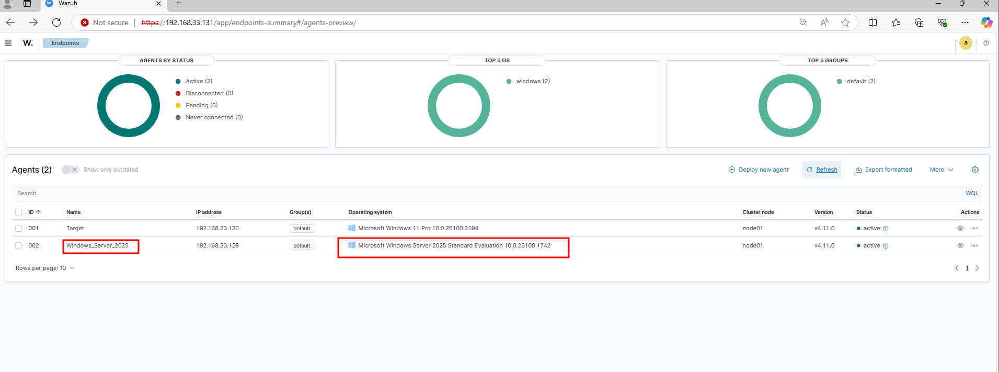 Wazuh
Not secure https://192.168.33.131/app/endpoints-summary#/agents-preview/
W. Endpoints a
AGENTS BY STATUS
Active (2)
Disconnected (0)
Pending (0)
Never connected (0)
TOP 5 OS
windows (2)
TOP 5 GROUPS
default (2)
Agents (2) Show only outdated Deploy new agent Refresh Export formatted More
Search WQL
ID Name IP address Group(s) Operating system Cluster node Version Status Actions
001 Target 192.168.33.130 default Microsoft Windows 11 Pro 10.0.26100.3194 node01 v4.11.0 active
002 Windows_Server_2025 192.168.33.129 default Microsoft Windows Server 2025 Standard Evaluation 10.0.26100.1742 node01 v4.11.0 active
Rows per page: 10 1